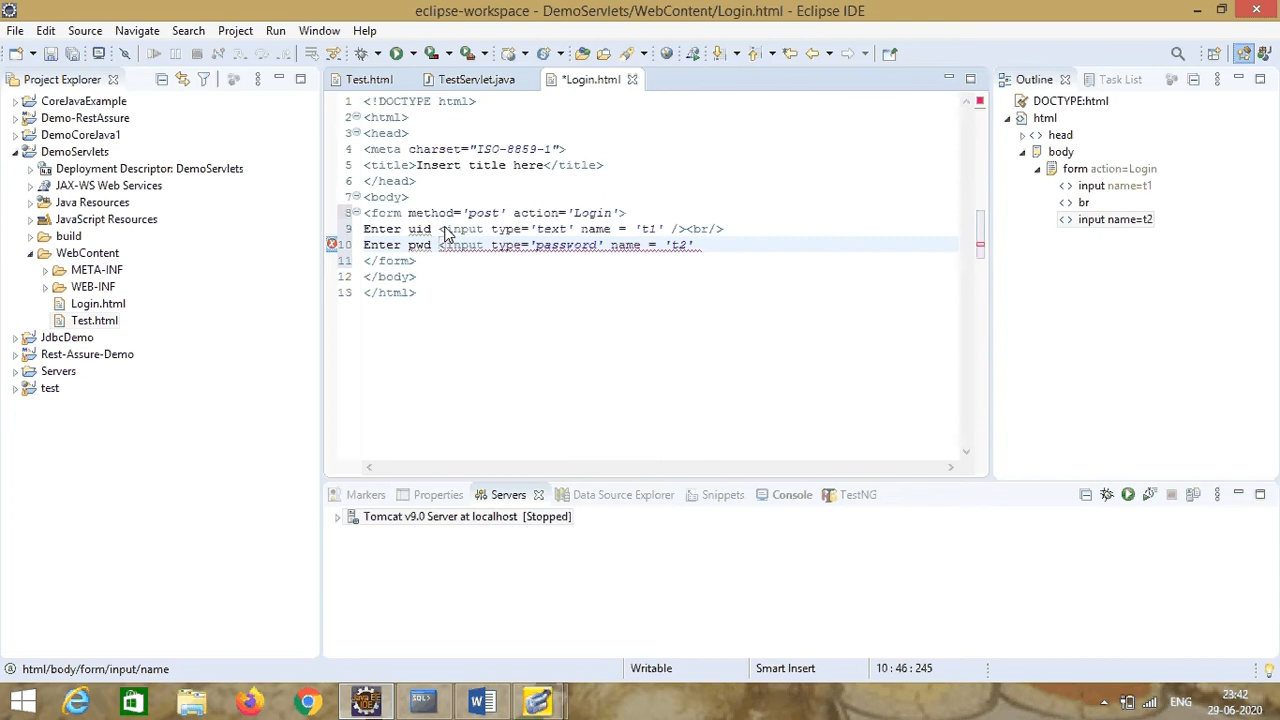 eclipse-workspace - DemoServlets/WebContent/Login.html - Eclipse IDE
File Edit Source Navigate Search Project Run Window Help
Project Explorer
CoreJavaExample
Demo-RestAssure
DemoCoreJava1
DemoServlets
Deployment Descriptor: DemoServlets
JAX-WS Web Services
Java Resources
JavaScript Resources
build
WebContent
META-INF
WEB-INF
Login.html
Test.html
JdbcDemo
Rest-Assure-Demo
Servers
test
Test.html TestServlet.java *Login.html
1 <!DOCTYPE html>
2 <html>
3 <head>
4 <meta charset="ISO-8859-1">
5 <title>Insert title here</title>
6 </head>
7 <body>
8 <form method='post' action='Login'>
9 Enter uid <input type='text' name = 't1' /><br/>
10 Enter pwd <input type='password' name = 't2'
11 </form>
12 </body>
13 </html>
Outline Task List
DOCTYPE:html
html
head
body
form action=Login
input name=t1
br
input name=t2
Markers Properties Servers Data Source Explorer Snippets Console TestNG
Tomcat v9.0 Server at localhost [Stopped]
html/body/form/input/name Writable Smart Insert 10 : 46 : 245
Java EE IDE SQL> W ENG 23:42
29-06-2020